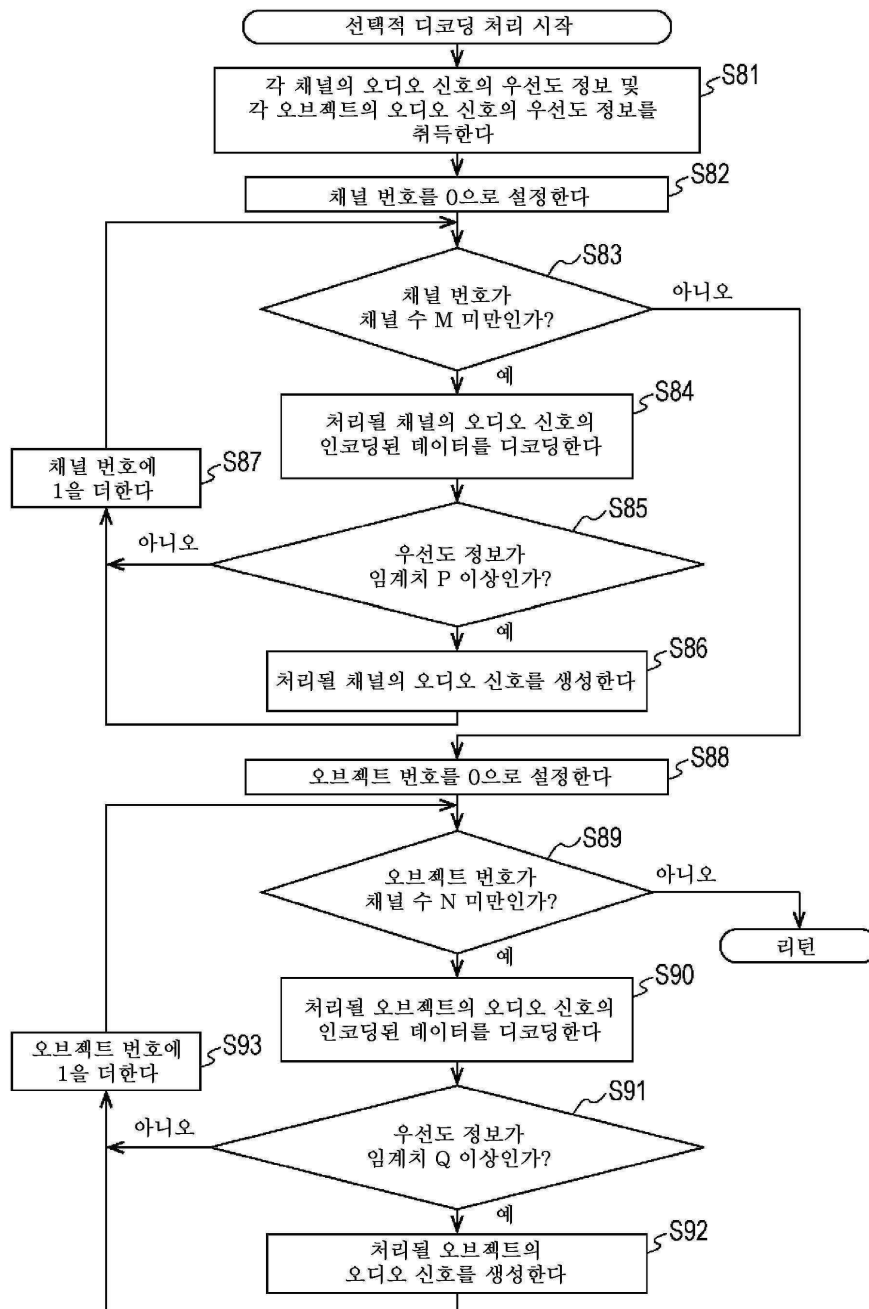 선택적 디코딩 처리 시작
S81
각 채널의 오디오 신호의 우선도 정보 및
각 오브젝트의 오디오 신호의 우선도 정보를
취득한다
S82
채널 번호를 0으로 설정한다
S83
채널 번호가
채널 수 M 미만인가?
아니오
예
S84
처리될 채널의 오디오 신호의
인코딩된 데이터를 디코딩한다
S87
채널 번호에
1을 더한다
S85
우선도 정보가
임계치 P 이상인가?
아니오
예
S86
처리될 채널의 오디오 신호를 생성한다
S88
오브젝트 번호를 0으로 설정한다
S89
오브젝트 번호가
채널 수 N 미만인가?
아니오
리턴
예
S90
처리될 오브젝트의 오디오 신호의
인코딩된 데이터를 디코딩한다
S93
오브젝트 번호에
1을 더한다
S91
우선도 정보가
임계치 Q 이상인가?
아니오
예
S92
처리될 오브젝트의
오디오 신호를 생성한다